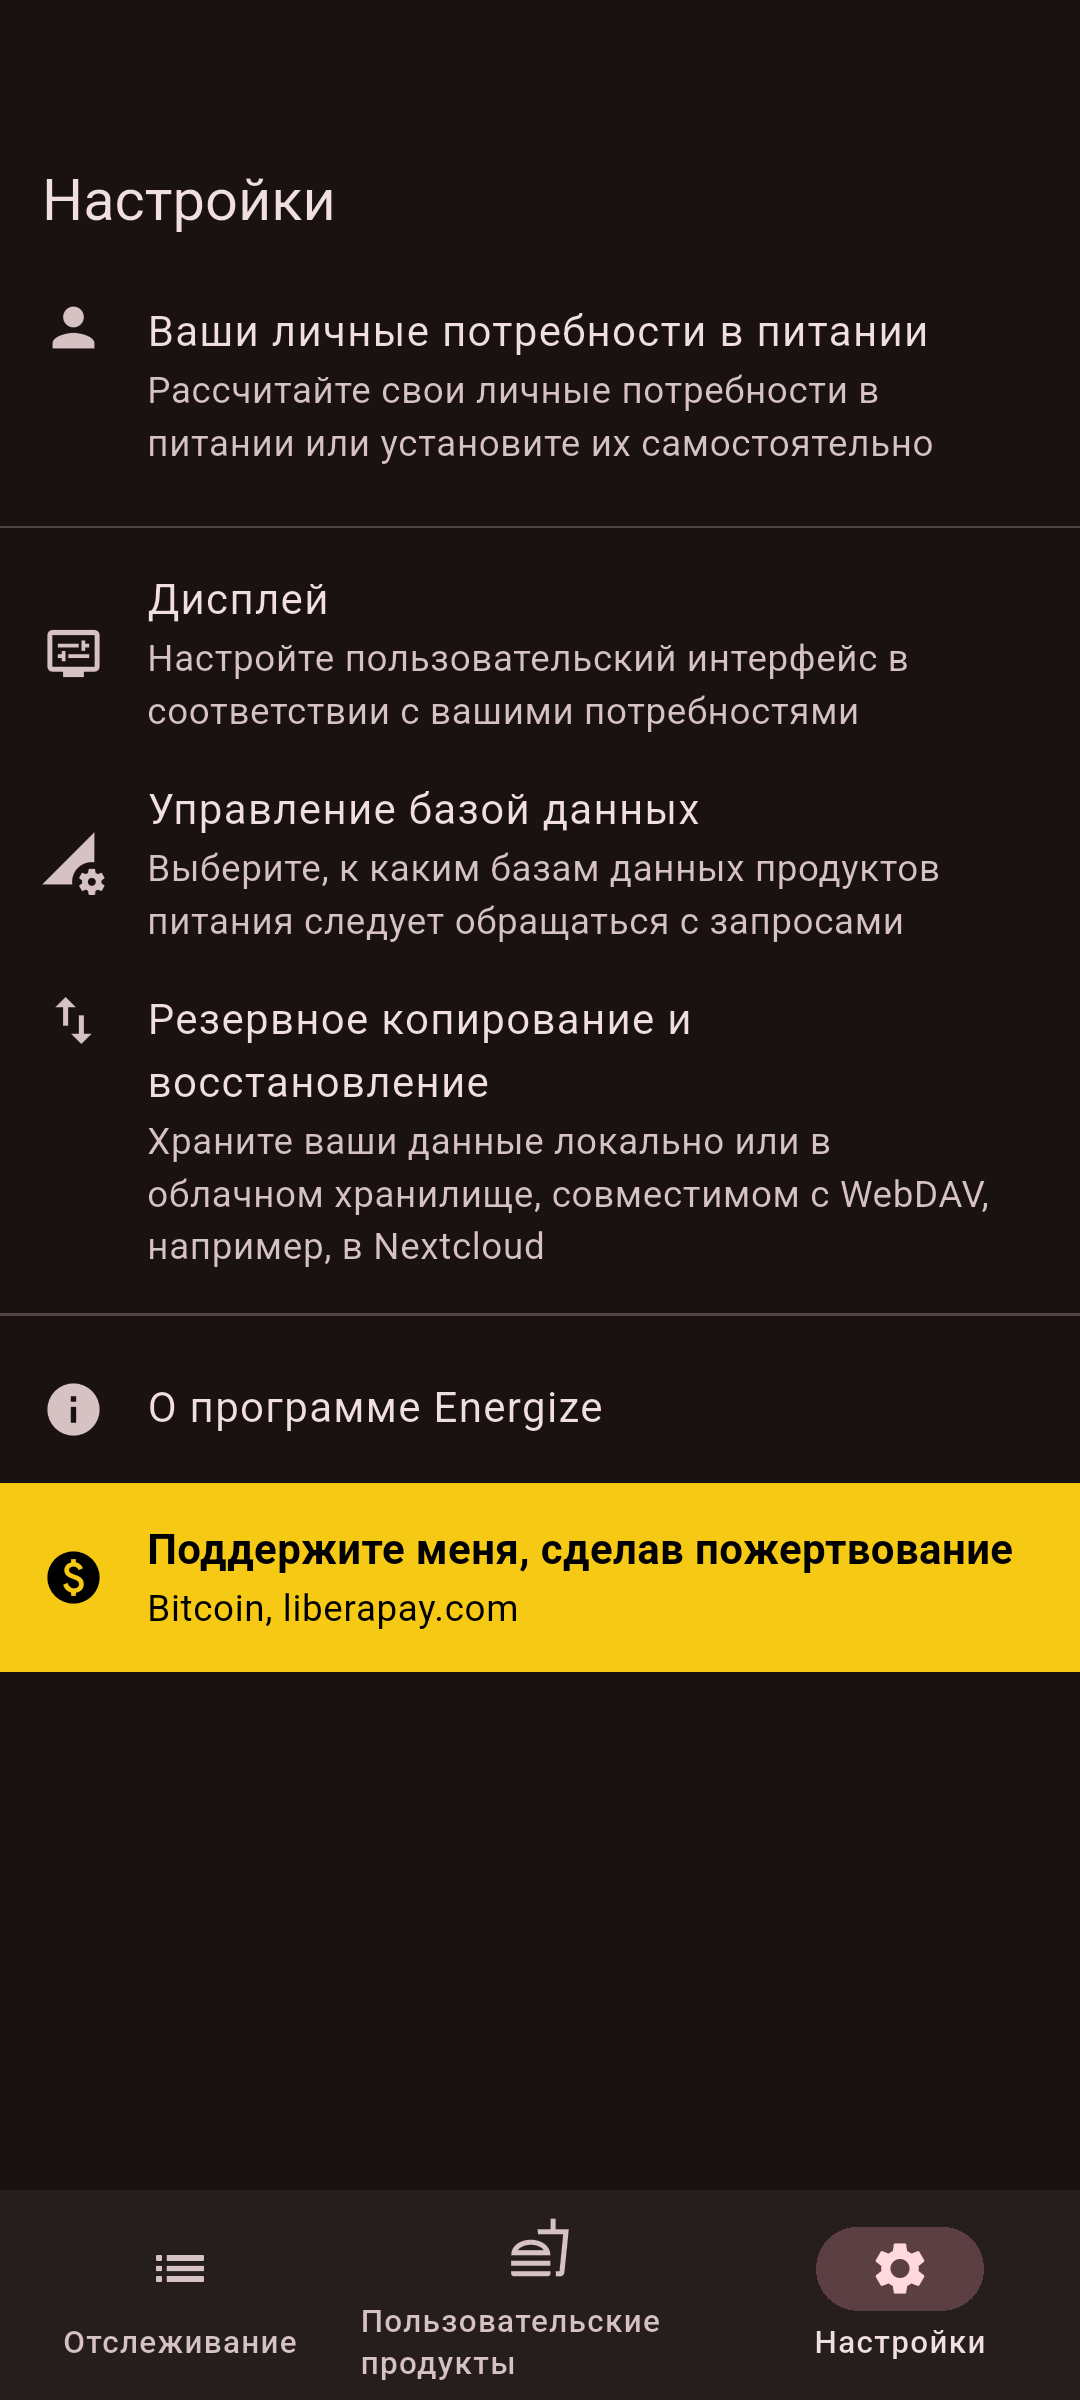 Настройки
Ваши личные потребности в питании
Рассчитайте свои личные потребности в
питании или установите их самостоятельно
Дисплей
Настройте пользовательский интерфейс в
соответствии с вашими потребностями
Управление базой данных
Выберите, к каким базам данных продуктов
питания следует обращаться с запросами
Резервное копирование и
восстановление
Храните ваши данные локально или в
облачном хранилище, совместимом с WebDAV,
например, в Nextcloud
О программе Energize
Поддержите меня, сделав пожертвование
Bitcoin, liberapay.com
Отслеживание
Пользовательские
продукты
Настройки